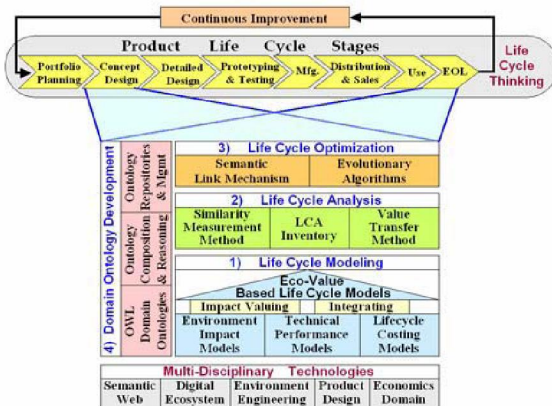 Continuous Improvement
Product Life Cycle Stages
Portfolio
Planning
Concept
Design
Detailed
Design
Prototyping
& Testing
Mfg.
Distribution
& Sales
Use
EOL
Life
Cycle
Thinking
4) Domain Ontology Development
Ontology
Repositories
& Mgmt
Ontology
Composition
& Reasoning
OWL
Domain
Ontologies
3) Life Cycle Optimization
Semantic
Link Mechanism
Evolutionary
Algorithms
2) Life Cycle Analysis
Similarity
Measurement
Method
LCA
Inventory
Value
Transfer
Method
1) Life Cycle Modeling
Eco-Value
Based Life Cycle Models
Impact Valuing
Integrating
Environment
Impact
Models
Technical
Performance
Models
Lifecycle
Costing
Models
Multi-Disciplinary Technologies
Semantic
Web
Digital
Ecosystem
Environment
Engineering
Product
Design
Economics
Domain